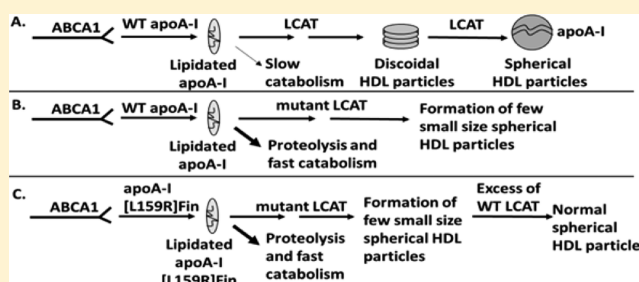 A.
ABCA1
WT apoA-I
LCAT
LCAT
apoA-I
Lipidated
apoA-I
Slow
catabolism
Discoidal
HDL particles
Spherical
HDL particles
B.
ABCA1
WT apoA-I
mutant LCAT
Lipidated
apoA-I
Proteolysis and
fast catabolism
Formation of few
small size spherical
HDL particles
C.
ABCA1
apoA-I
[L159R]Fin
mutant LCAT
Lipidated
apoA-I
[L159R]Fin
Proteolysis
and fast
catabolism
Formation of
few small size
spherical HDL
particles
Excess of
WT LCAT
Normal
spherical
HDL particle